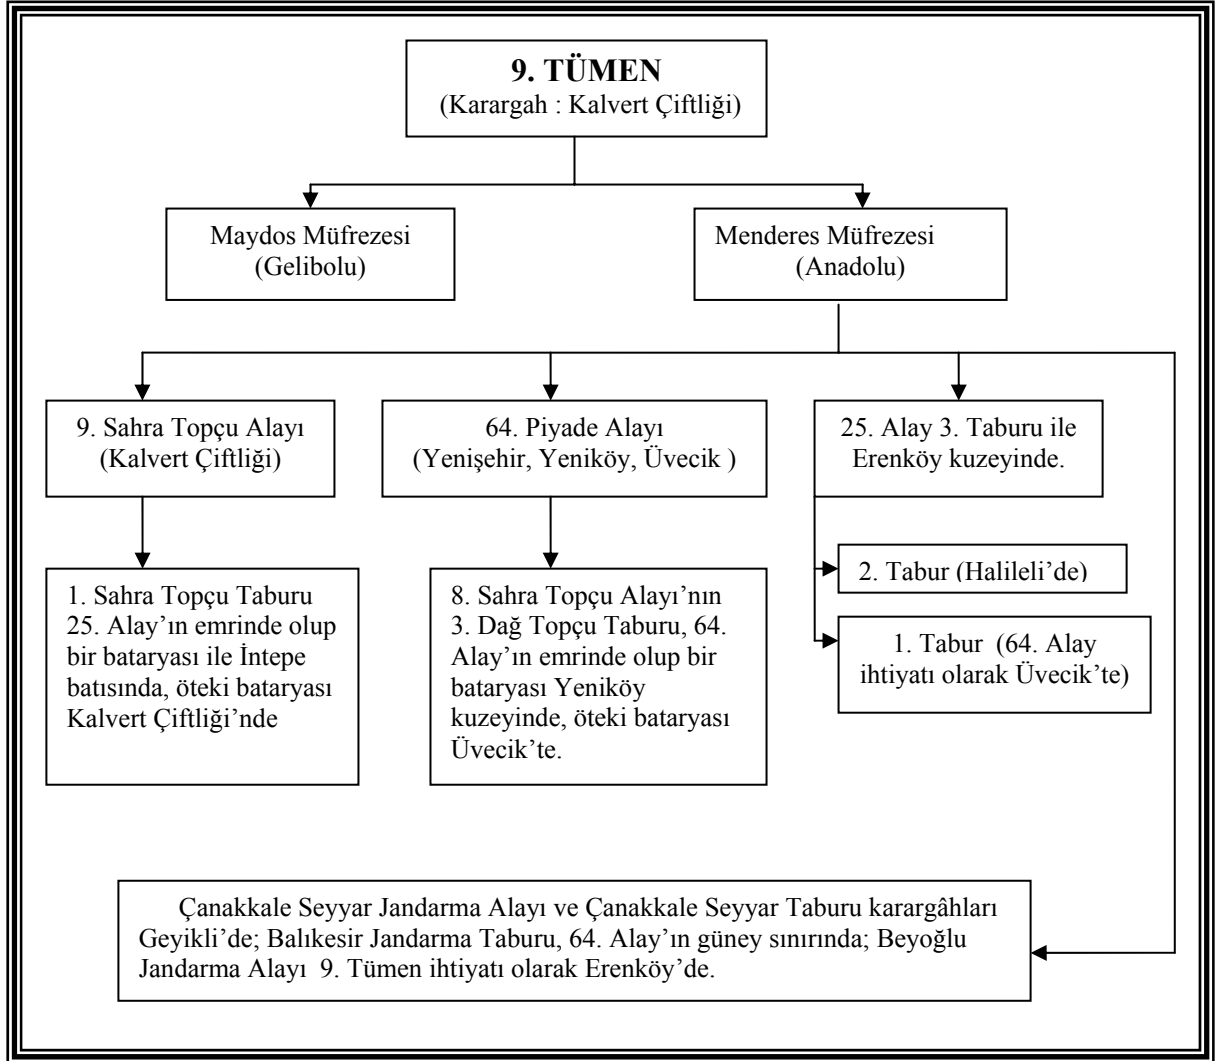 9. TÜMEN
(Karargah : Kalvert Çiftliği)
Maydos Müfrezesi
(Gelibolu)
Menderes Müfrezesi
(Anadolu)
9. Sahra Topçu Alayı
(Kalvert Çiftliği)
64. Piyade Alayı
(Yenişehir, Yeniköy, Üvecik )
25. Alay 3. Taburu ile
Erenköy kuzeyinde.
1. Sahra Topçu Taburu
25. Alay’ın emrinde olup
bir bataryası ile İntepe
batısında, öteki bataryası
Kalvert Çiftliği’nde
8. Sahra Topçu Alayı’nın
3. Dağ Topçu Taburu, 64.
Alay’ın emrinde olup bir
bataryası Yeniköy
kuzeyinde, öteki bataryası
Üvecik’te.
2. Tabur (Halileli’de)
1. Tabur (64. Alay
ihtiyatı olarak Üvecik’te)
Çanakkale Seyyar Jandarma Alayı ve Çanakkale Seyyar Taburu karargâhları
Geyikli’de; Balıkesir Jandarma Taburu, 64. Alay’ın güney sınırında; Beyoğlu
Jandarma Alayı 9. Tümen ihtiyatı olarak Erenköy’de.